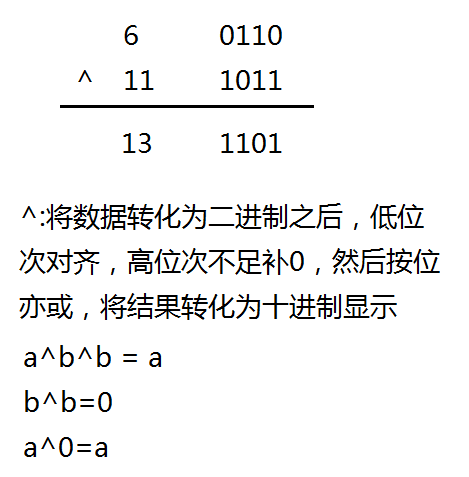 6 0110
^ 11 1011
13 1101
^:将数据转化为二进制之后，低位
次对齐，高位次不足补0，然后按位
亦或，将结果转化为十进制显示
a^b^b = a
b^b=0
a^0=a